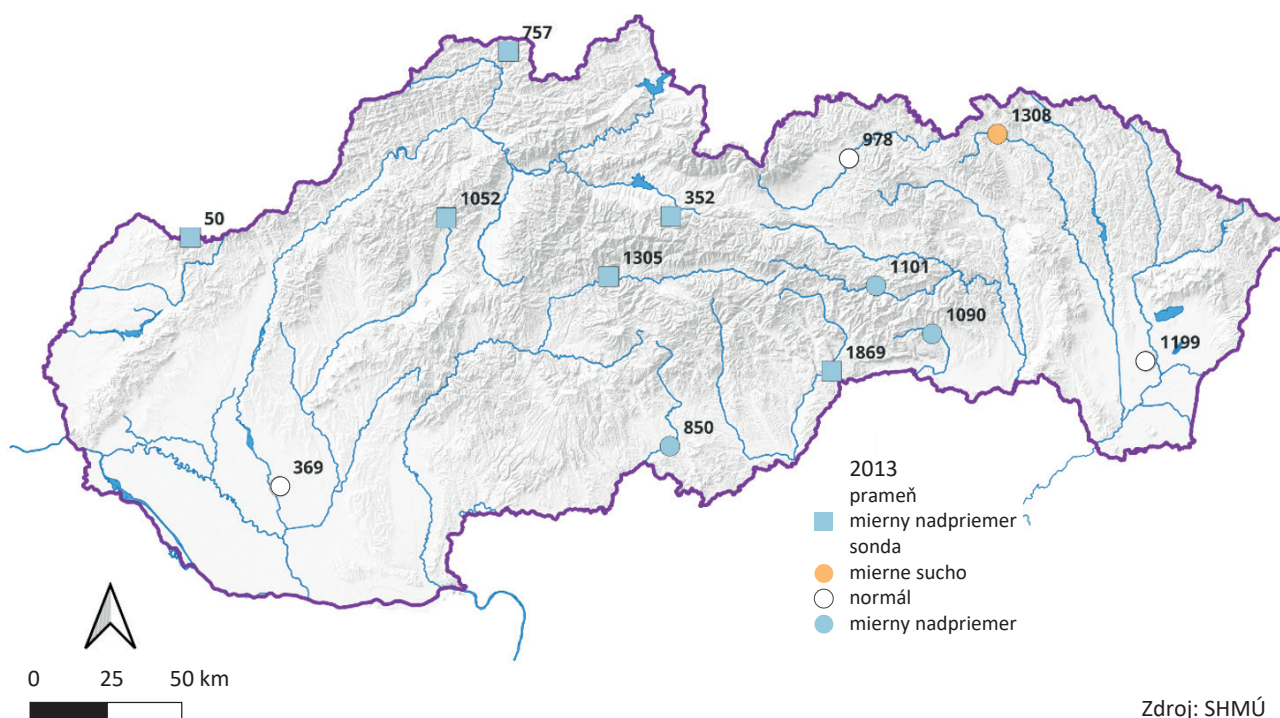 757
1308
978
1052
352
50
1305
1101
1090
1869
1199
850
369
2013
prameň
mierny nadpriemer
sonda
mierne sucho
normál
mierny nadpriemer
0 25 50 km
Zdroj: SHMÚ